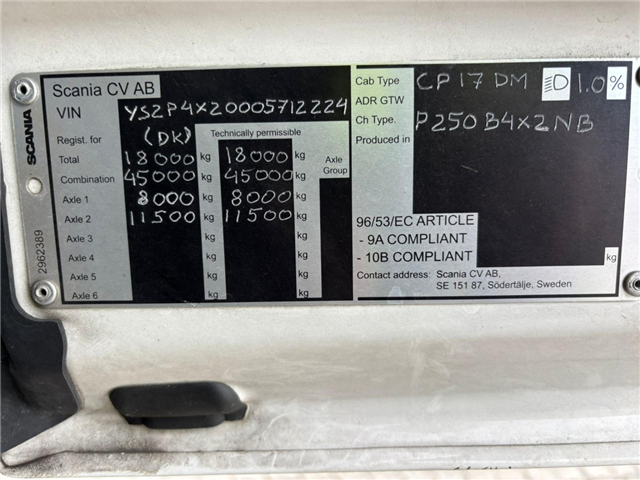 Scania CV AB
VIN YS2P4X20005712224
Regist. for (DK) Technically permissible
Total 18000 kg 18000 kg Axle Group
Combination 45000 kg 45000 kg
Axle 1 8000 kg 8000 kg
Axle 2 11500 kg 11500 kg
Axle 3 kg kg
Axle 4 kg kg
Axle 5 kg kg
Axle 6 kg kg
Cab Type CP17DM 1.0%
ADR GTW
Ch Type. P250B4X2NB
Produced in
96/53/EC ARTICLE
- 9A COMPLIANT
- 10B COMPLIANT kg
Contact address: Scania CV AB,
SE 151 87, Södertälje, Sweden
SCANIA
2962389